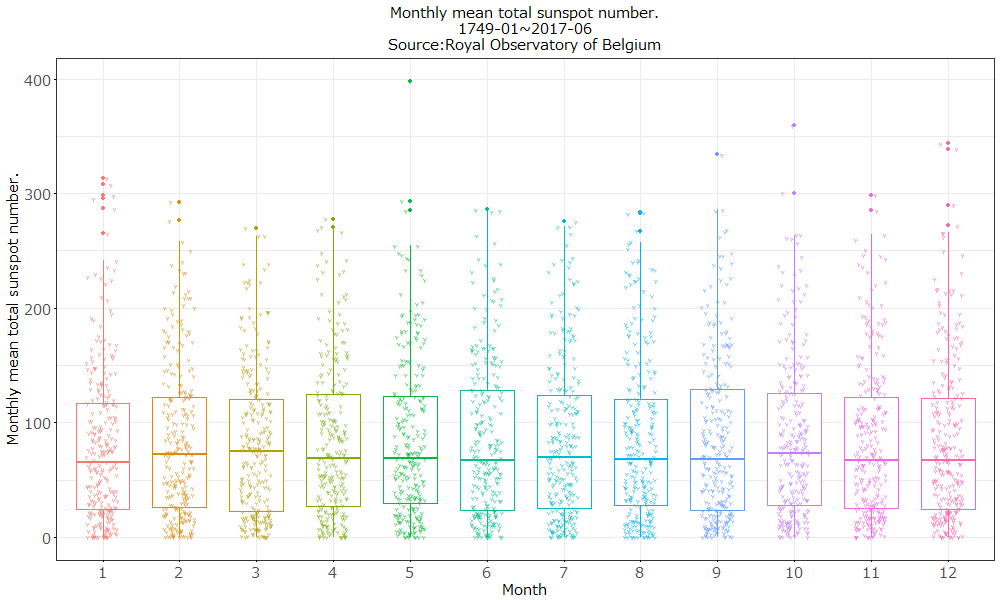 Monthly mean total sunspot number.
1749-01~2017-06
Source:Royal Observatory of Belgium
Monthly mean total sunspot number.
400
300
200
100
0
1 2 3 4 5 6 7 8 9 10 11 12
Month